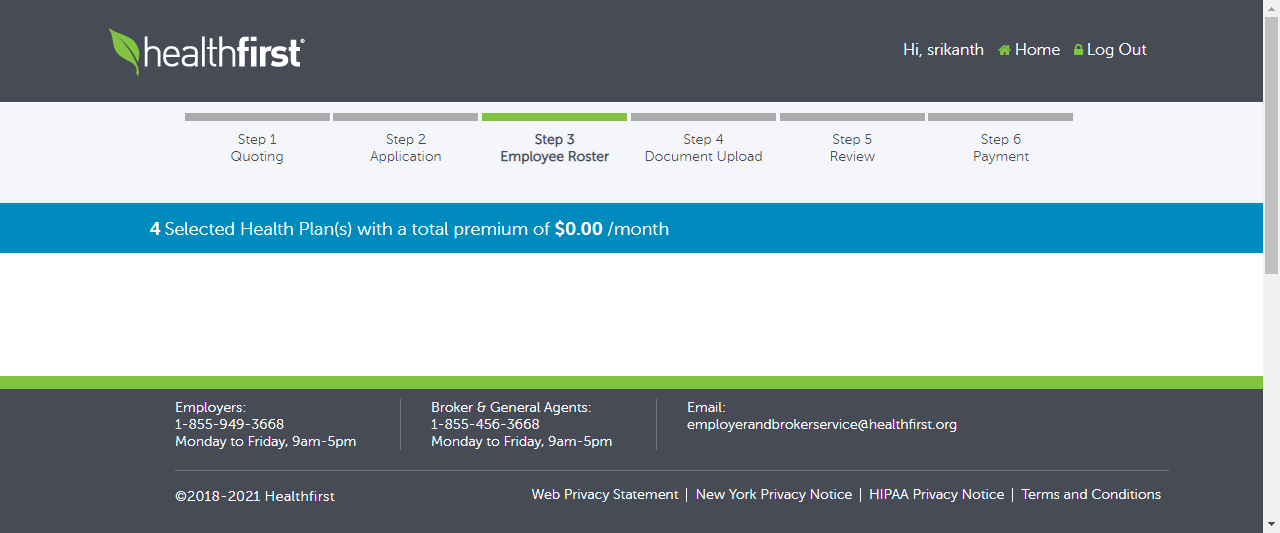 healthfirst®
Hi, srikanth Home Log Out
Step 1
Quoting
Step 2
Application
Step 3
Employee Roster
Step 4
Document Upload
Step 5
Review
Step 6
Payment
4 Selected Health Plan(s) with a total premium of $0.00 /month
Employers:
1-855-949-3668
Monday to Friday, 9am-5pm
Broker & General Agents:
1-855-456-3668
Monday to Friday, 9am-5pm
Email:
employerandbrokerservice@healthfirst.org
©2018-2021 Healthfirst
Web Privacy Statement | New York Privacy Notice | HIPAA Privacy Notice | Terms and Conditions